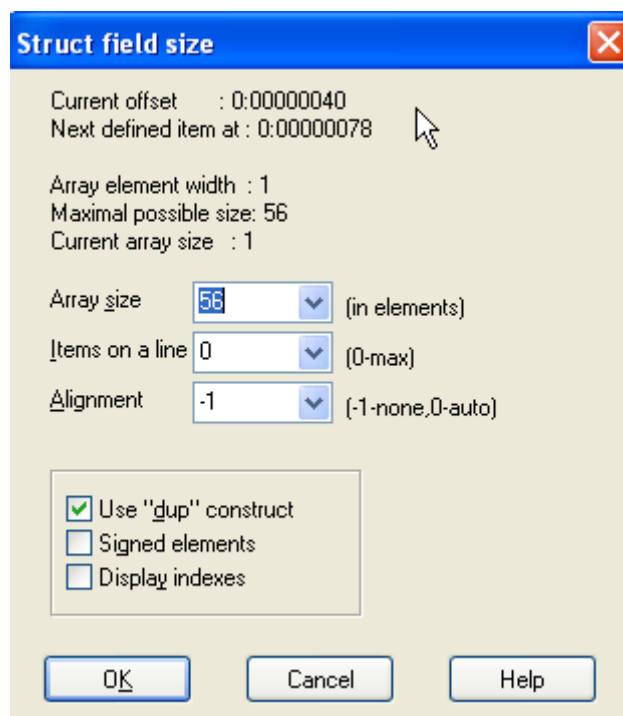 Struct field size
Current offset : 0:00000040
Next defined item at : 0:00000078
Array element width : 1
Maximal possible size: 56
Current array size : 1
Array size 56 (in elements)
Items on a line 0 (0-max)
Alignment -1 (-1-none,0-auto)
Use "dup" construct
Signed elements
Display indexes
OK Cancel Help